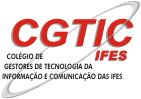 CGTIC
IFES
COLÉGIO DE
GESTORES DE TECNOLOGIA DA
INFORMAÇÃO E COMUNICAÇÃO DAS IFES